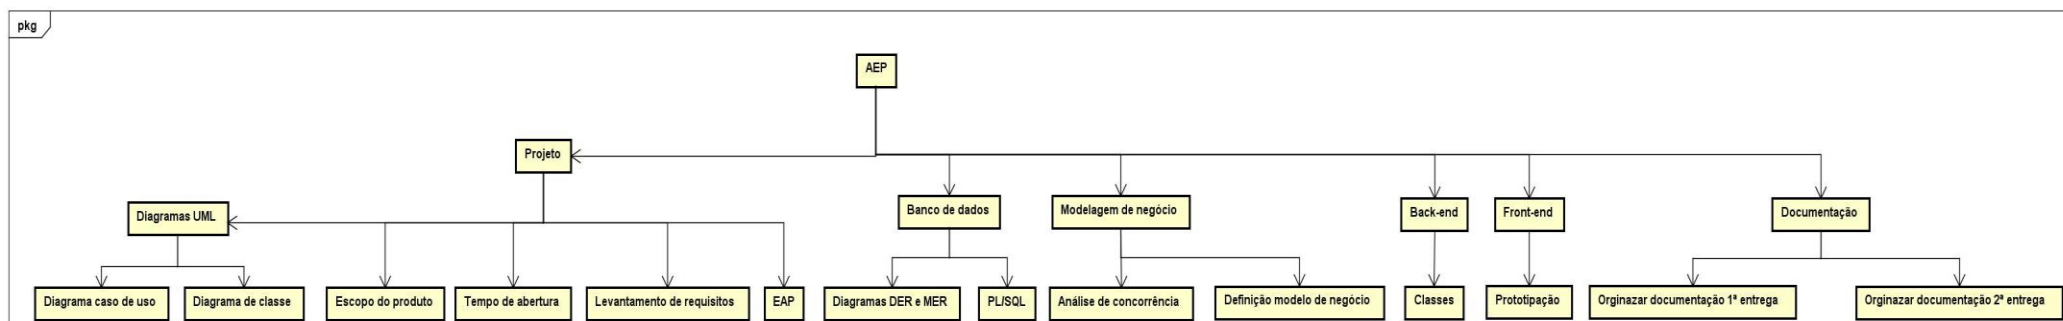 pkg
AEP
Projeto
Diagramas UML
Banco de dados
Modelagem de negócio
Back-end
Front-end
Documentação
Diagrama caso de uso
Diagrama de classe
Escopo do produto
Tempo de abertura
Levantamento de requisitos
EAP
Diagramas DER e MER
PL/SQL
Análise de concorrência
Definição modelo de negócio
Classes
Prototipação
Orginazar documentação 1ª entrega
Orginazar documentação 2ª entrega